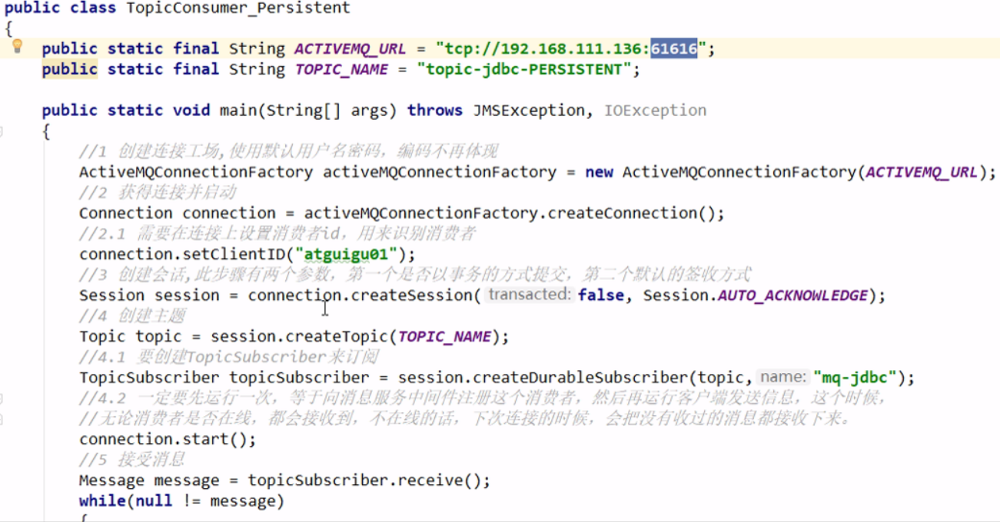 public class TopicConsumer_Persistent
{
public static final String ACTIVEMQ_URL = "tcp://192.168.111.136:61616";
public static final String TOPIC_NAME = "topic-jdbc-PERSISTENT";
public static void main(String[] args) throws JMSException, IOException
{
//1 创建连接工场,使用默认用户名密码，编码不再体现
ActiveMQConnectionFactory activeMQConnectionFactory = new ActiveMQConnectionFactory(ACTIVEMQ_URL);
//2 获得连接并启动
Connection connection = activeMQConnectionFactory.createConnection();
//2.1 需要在连接上设置消费者id，用来识别消费者
connection.setClientID("atguigu01");
//3 创建会话,此步骤有两个参数，第一个是否以事务的方式提交，第二个默认的签收方式
Session session = connection.createSession( transacted: false, Session.AUTO_ACKNOWLEDGE);
//4 创建主题
Topic topic = session.createTopic(TOPIC_NAME);
//4.1 要创建TopicSubscriber来订阅
TopicSubscriber topicSubscriber = session.createDurableSubscriber(topic, name: "mq-jdbc");
//4.2 一定要先运行一次，等于向消息服务中间件注册这个消费者，然后再运行客户端发送信息，这个时候，
//无论消费者是否在线，都会接收到，不在线的话，下次连接的时候，会把没有收过的消息都接收下来。
connection.start();
//5 接受消息
Message message = topicSubscriber.receive();
while(null != message)
{